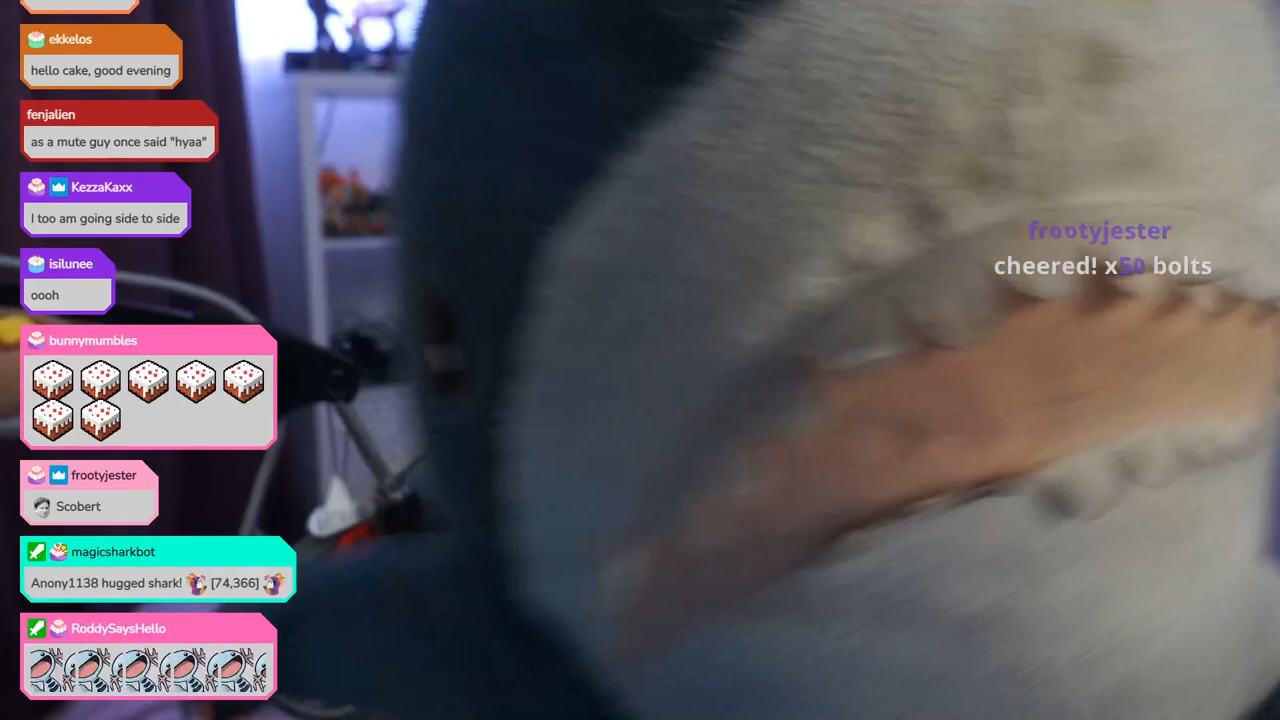 ekkelos
hello cake, good evening
fenjalien
as a mute guy once said "hyaa"
KezzaKaxx
I too am going side to side
isilunee
oooh
bunnymumbles
frootyjester
Scobert
magicsharkbot
Anony1138 hugged shark! [74,366]
RoddySaysHello
frootyjester
cheered! x50 bolts